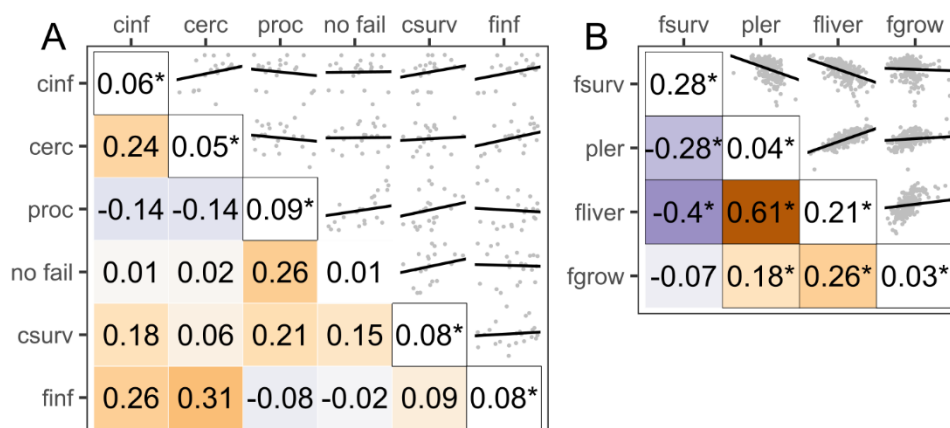 A
cinf cerc proc no fail csurv finf
cinf 0.06*
cerc 0.24 0.05*
proc -0.14 -0.14 0.09*
no fail 0.01 0.02 0.26 0.01
csurv 0.18 0.06 0.21 0.15 0.08*
finf 0.26 0.31 -0.08 -0.02 0.09 0.08*
B
fsurv pler fliver fgrow
fsurv 0.28*
pler -0.28* 0.04*
fliver -0.4* 0.61* 0.21*
fgrow -0.07 0.18* 0.26* 0.03*